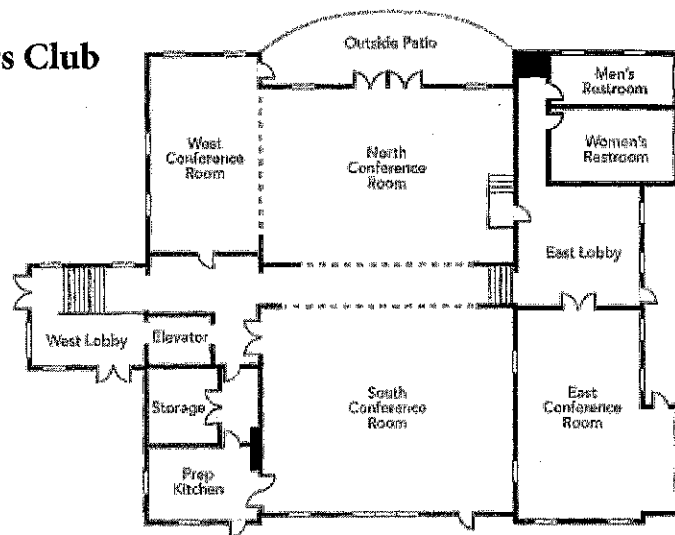 s Club
Outside Patio
Men's
Restroom
West
Conference
Room
North
Conference
Room
Women's
Restroom
East Lobby
West Lobby
Elevator
Storage
South
Conference
Room
East
Conference
Room
Prep
Kitchen